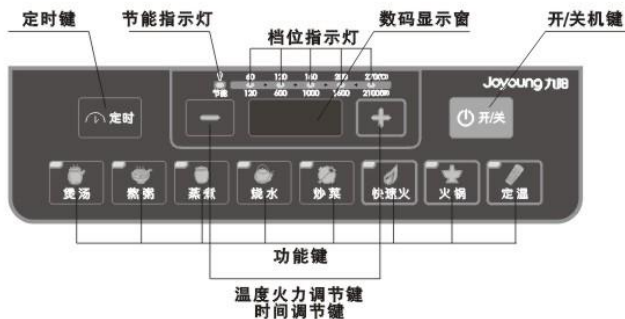 定时键 节能指示灯 档位指示灯 数码显示窗 开/关机键
60 120 140 200 270(℃)
节能 120 600 1000 1600 2100(W)
Joyoung九阳
定时 − + 开/关
煲汤 熬粥 蒸煮 烧水 炒菜 快速火 火锅 定温
功能键
温度火力调节键
时间调节键